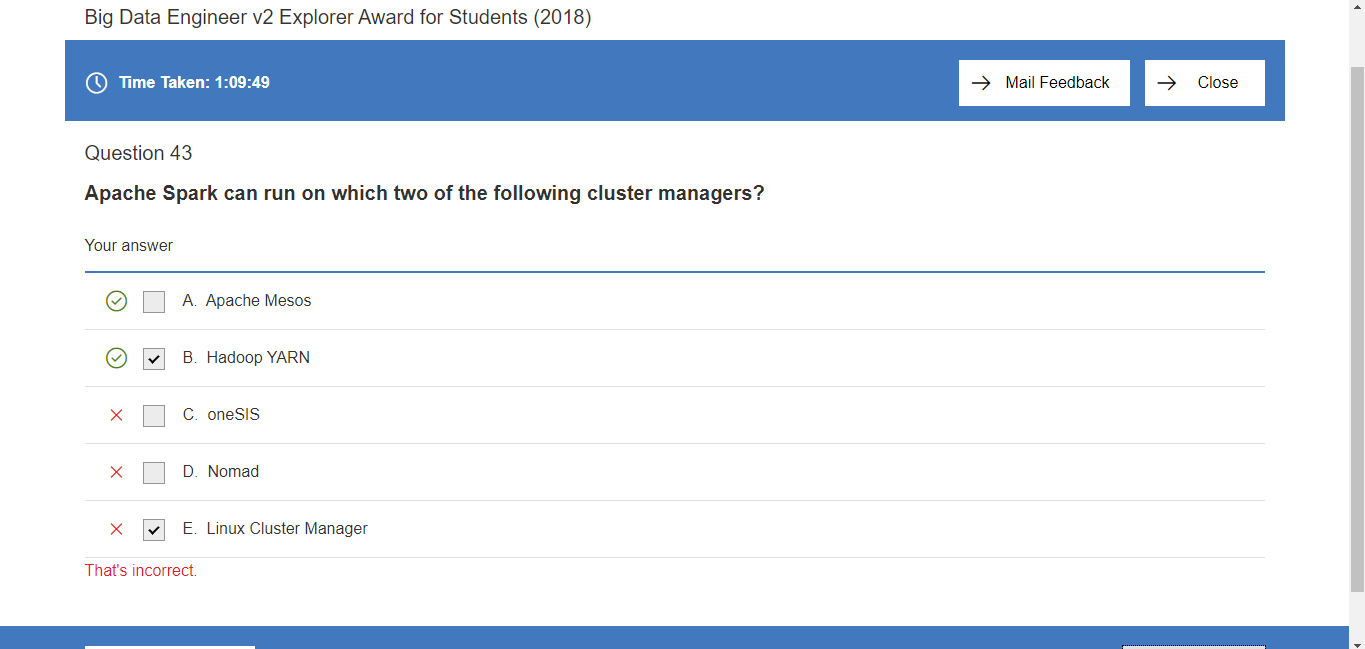 Big Data Engineer v2 Explorer Award for Students (2018)
Time Taken: 1:09:49
Mail Feedback
Close
Question 43
Apache Spark can run on which two of the following cluster managers?
Your answer
A. Apache Mesos
B. Hadoop YARN
C. oneSIS
D. Nomad
E. Linux Cluster Manager
That's incorrect.